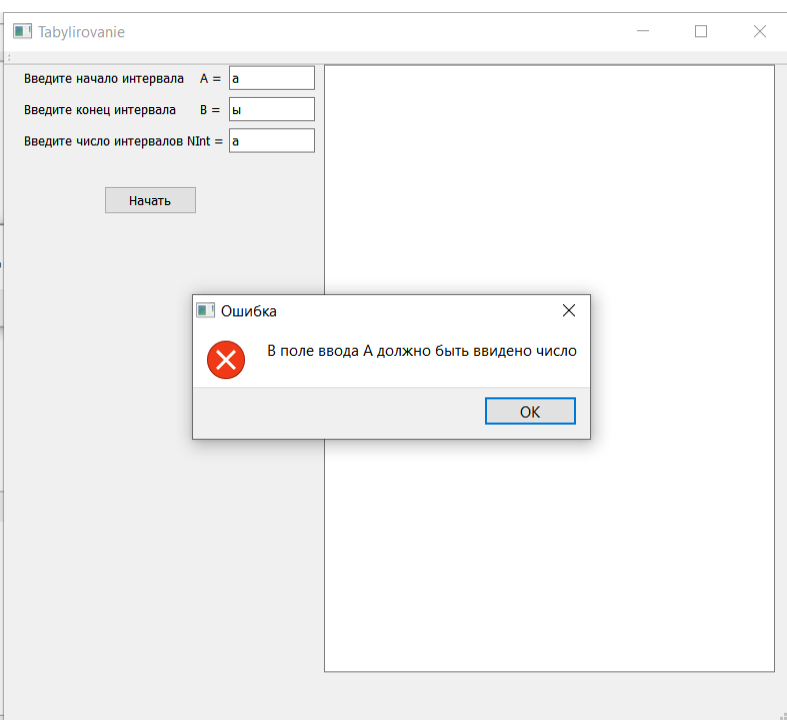 Tabylirovanie
Введите начало интервала A = а
Введите конец интервала B = ы
Введите число интервалов NInt = а
Начать
Ошибка
В поле ввода А должно быть ввидено число
OK